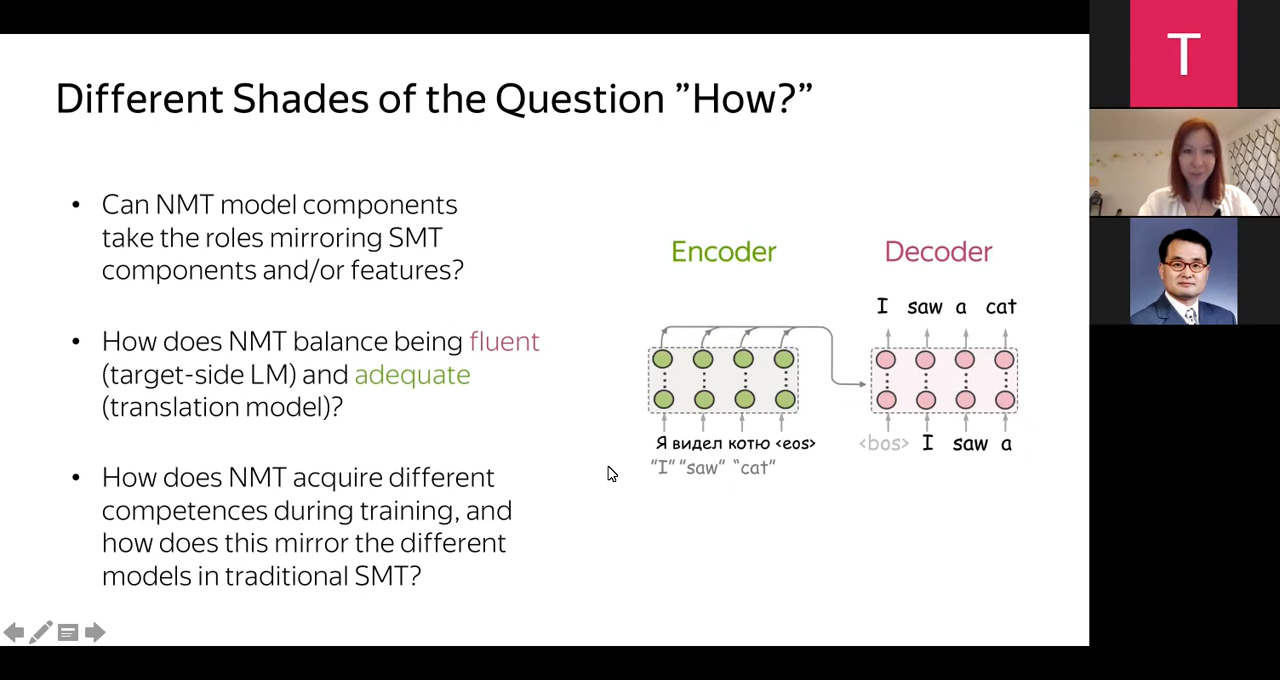 Different Shades of the Question ”How?”
• Can NMT model components
take the roles mirroring SMT
components and/or features?
• How does NMT balance being fluent
(target-side LM) and adequate
(translation model)?
• How does NMT acquire different
competences during training, and
how does this mirror the different
models in traditional SMT?
Encoder
Я видел котю <eos>
“I” “saw” “cat”
Decoder
I saw a cat
<bos> I saw a
T